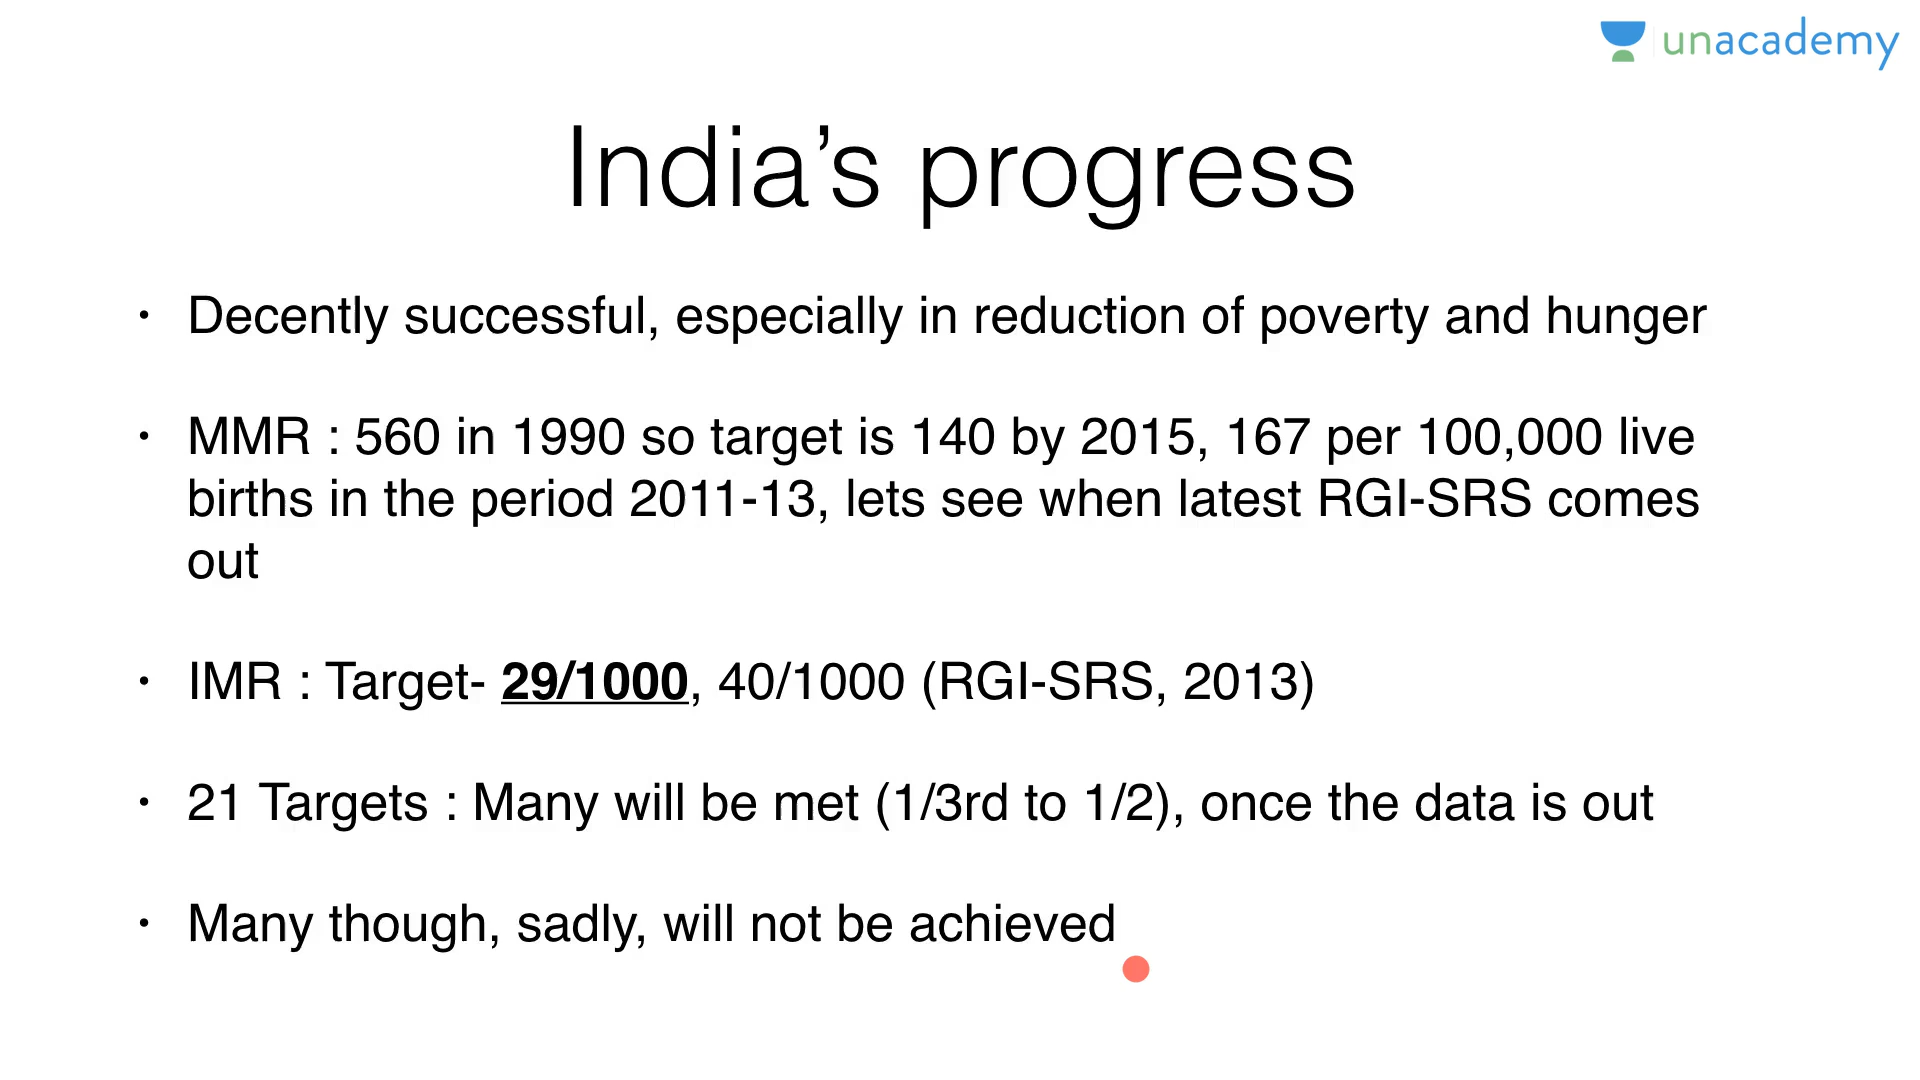 unacademy
India’s progress
• Decently successful, especially in reduction of poverty and hunger
• MMR : 560 in 1990 so target is 140 by 2015, 167 per 100,000 live
births in the period 2011-13, lets see when latest RGI-SRS comes
out
• IMR : Target- 29/1000, 40/1000 (RGI-SRS, 2013)
• 21 Targets : Many will be met (1/3rd to 1/2), once the data is out
• Many though, sadly, will not be achieved